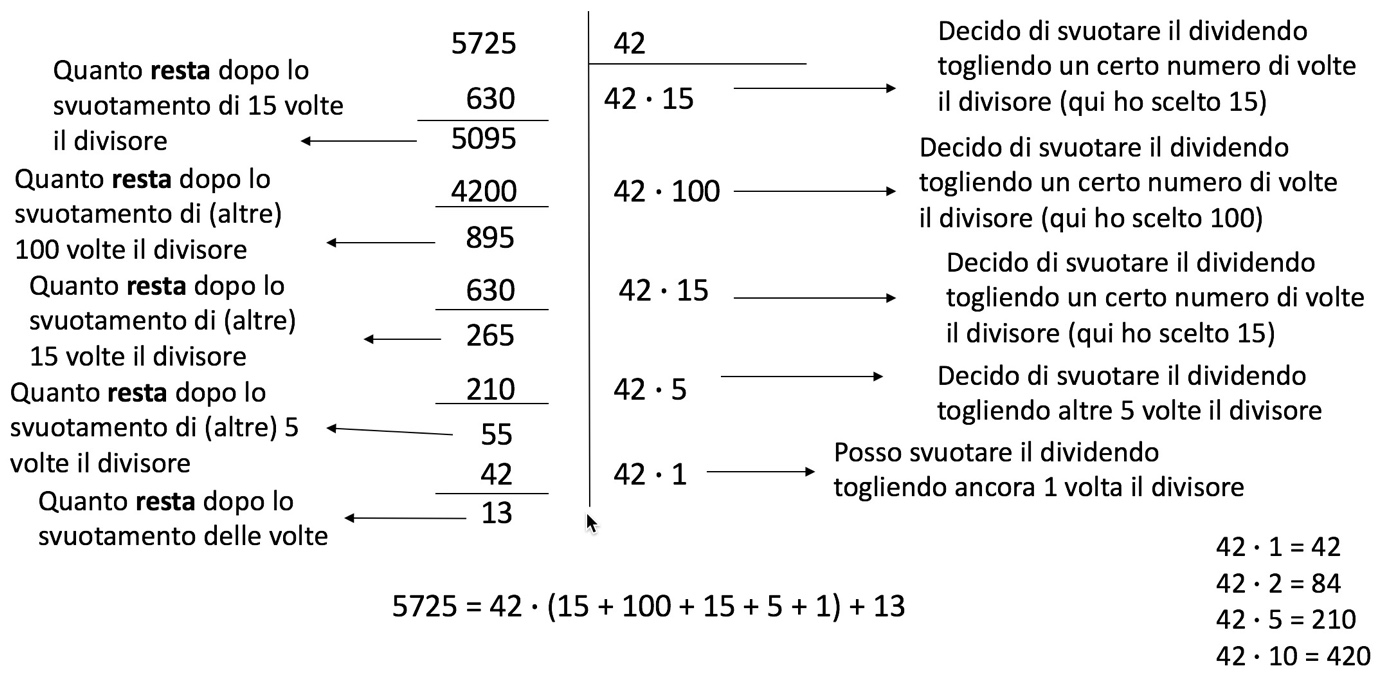 5725
42
Decido di svuotare il dividendo
togliendo un certo numero di volte
il divisore (qui ho scelto 15)
Quanto resta dopo lo
svuotamento di 15 volte
il divisore
630
42 · 15
5095
Decido di svuotare il dividendo
togliendo un certo numero di volte
il divisore (qui ho scelto 100)
Quanto resta dopo lo
svuotamento di (altre)
100 volte il divisore
4200
42 · 100
895
Decido di svuotare il dividendo
togliendo un certo numero di volte
il divisore (qui ho scelto 15)
Quanto resta dopo lo
svuotamento di (altre)
15 volte il divisore
630
42 · 15
265
Decido di svuotare il dividendo
togliendo altre 5 volte il divisore
Quanto resta dopo lo
svuotamento di (altre) 5
volte il divisore
210
42 · 5
55
Posso svuotare il dividendo
togliendo ancora 1 volta il divisore
42
42 · 1
Quanto resta dopo lo
svuotamento delle volte
13
5725 = 42 · (15 + 100 + 15 + 5 + 1) + 13
42 · 1 = 42
42 · 2 = 84
42 · 5 = 210
42 · 10 = 420